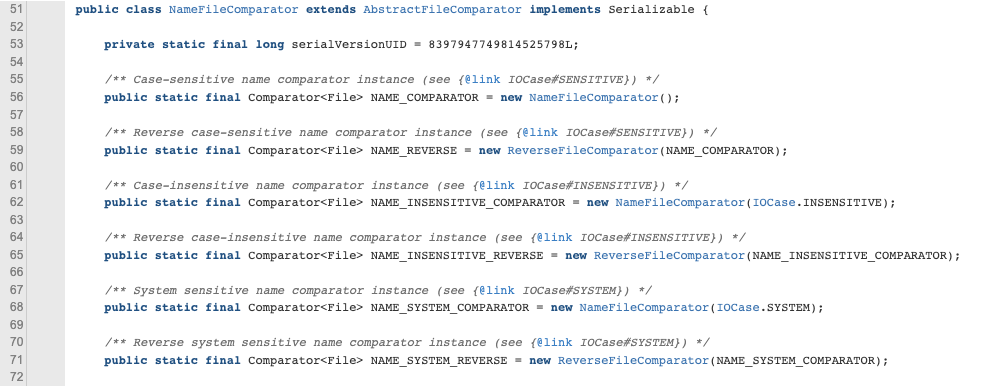 51 public class NameFileComparator extends AbstractFileComparator implements Serializable {
52
53 private static final long serialVersionUID = 8397947749814525798L;
54
55 /** Case-sensitive name comparator instance (see {@link IOCase#SENSITIVE}) */
56 public static final Comparator<File> NAME_COMPARATOR = new NameFileComparator();
57
58 /** Reverse case-sensitive name comparator instance (see {@link IOCase#SENSITIVE}) */
59 public static final Comparator<File> NAME_REVERSE = new ReverseFileComparator(NAME_COMPARATOR);
60
61 /** Case-insensitive name comparator instance (see {@link IOCase#INSENSITIVE}) */
62 public static final Comparator<File> NAME_INSENSITIVE_COMPARATOR = new NameFileComparator(IOCase.INSENSITIVE);
63
64 /** Reverse case-insensitive name comparator instance (see {@link IOCase#INSENSITIVE}) */
65 public static final Comparator<File> NAME_INSENSITIVE_REVERSE = new ReverseFileComparator(NAME_INSENSITIVE_COMPARATOR);
66
67 /** System sensitive name comparator instance (see {@link IOCase#SYSTEM}) */
68 public static final Comparator<File> NAME_SYSTEM_COMPARATOR = new NameFileComparator(IOCase.SYSTEM);
69
70 /** Reverse system sensitive name comparator instance (see {@link IOCase#SYSTEM}) */
71 public static final Comparator<File> NAME_SYSTEM_REVERSE = new ReverseFileComparator(NAME_SYSTEM_COMPARATOR);
72